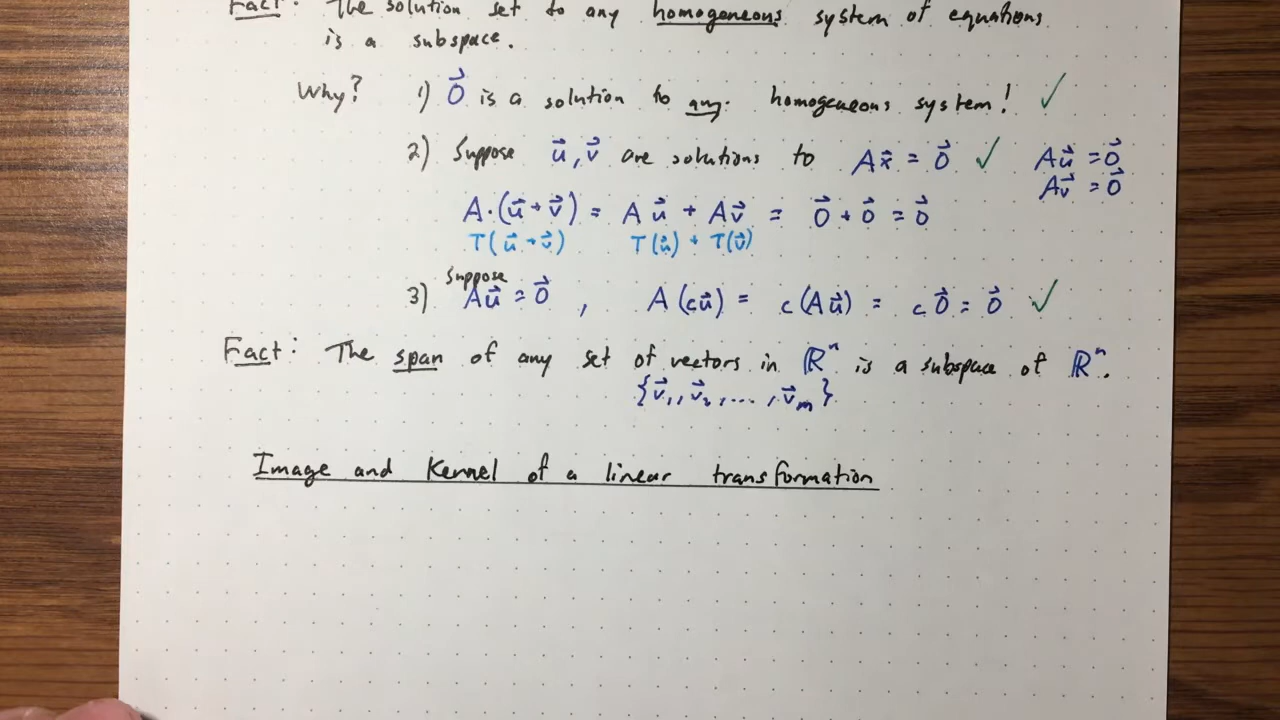 Fact: The solution set to any homogeneous system of equations
is a subspace.
Why? 1) 0⃗ is a solution to any homogeneous system! ✓
2) Suppose u⃗, v⃗ are solutions to Ax⃗ = 0⃗ ✓ Au⃗ = 0⃗
Av⃗ = 0⃗
A·(u⃗+v⃗) = Au⃗ + Av⃗ = 0⃗ + 0⃗ = 0⃗
T(u⃗+v⃗) T(u⃗) + T(v⃗)
Suppose
3) Au⃗ = 0⃗ , A(cu⃗) = c(Au⃗) = c0⃗ = 0⃗ ✓
Fact: The span of any set of vectors in ℝⁿ is a subspace of ℝⁿ.
{v⃗₁, v⃗₂, ..., v⃗ₘ}
Image and Kernel of a linear transformation